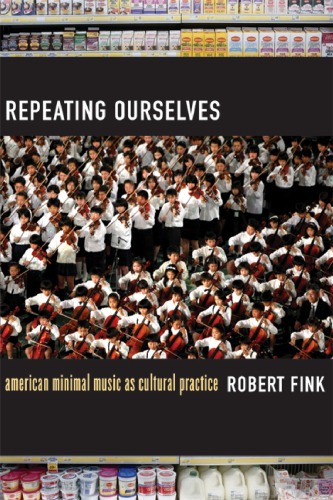 REPEATING OURSELVES
american minimal music as cultural practice ROBERT FINK